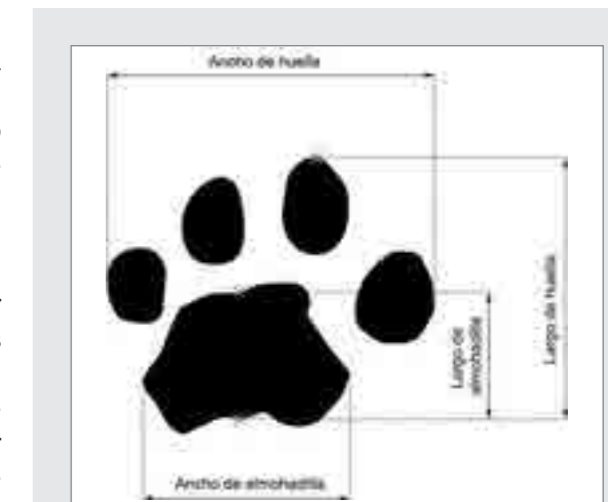 Ancho de huella
Largo de huella
Largo de
almohadilla
Ancho de almohadilla